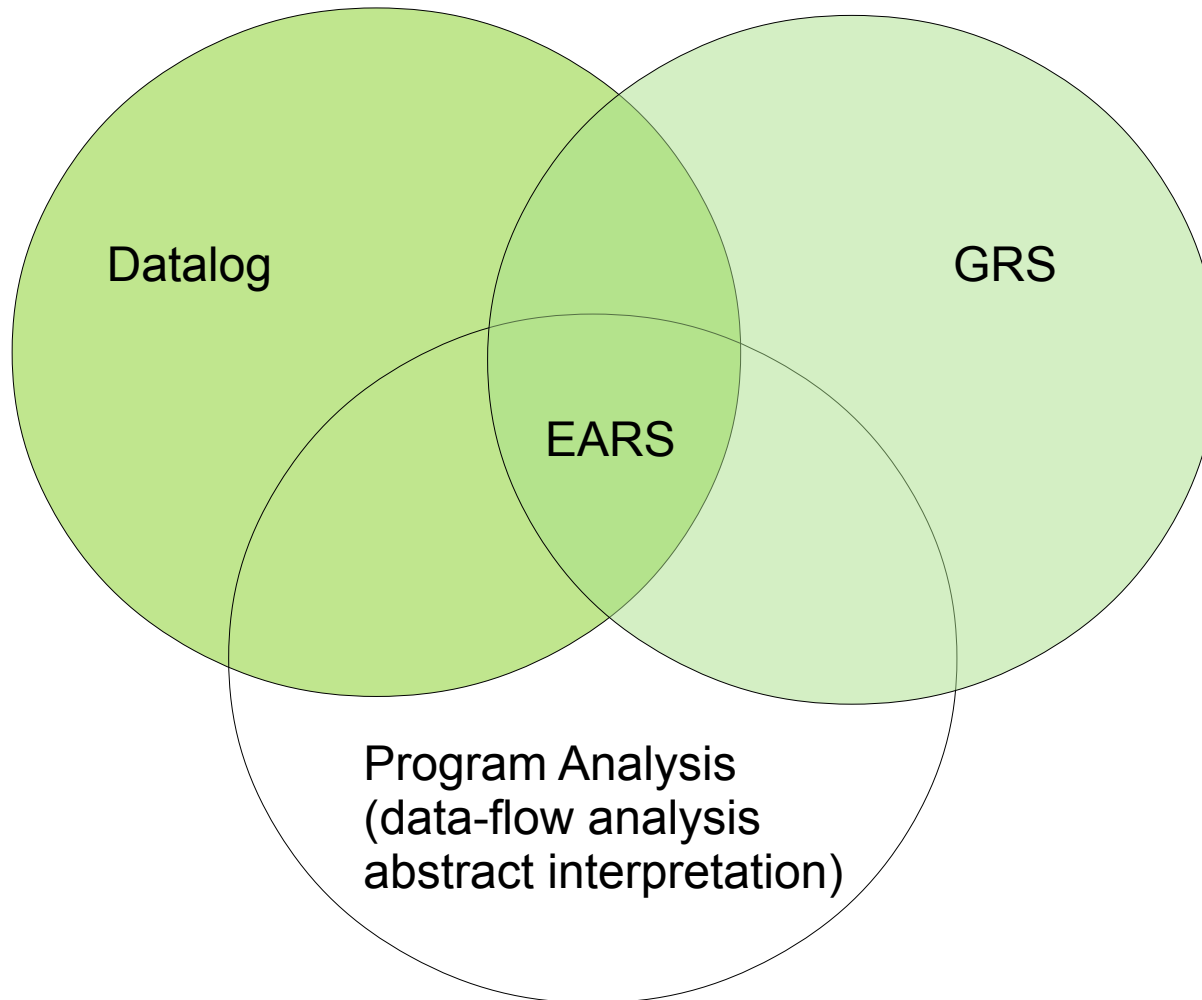 Datalog
GRS
EARS
Program Analysis
(data-flow analysis
abstract interpretation)